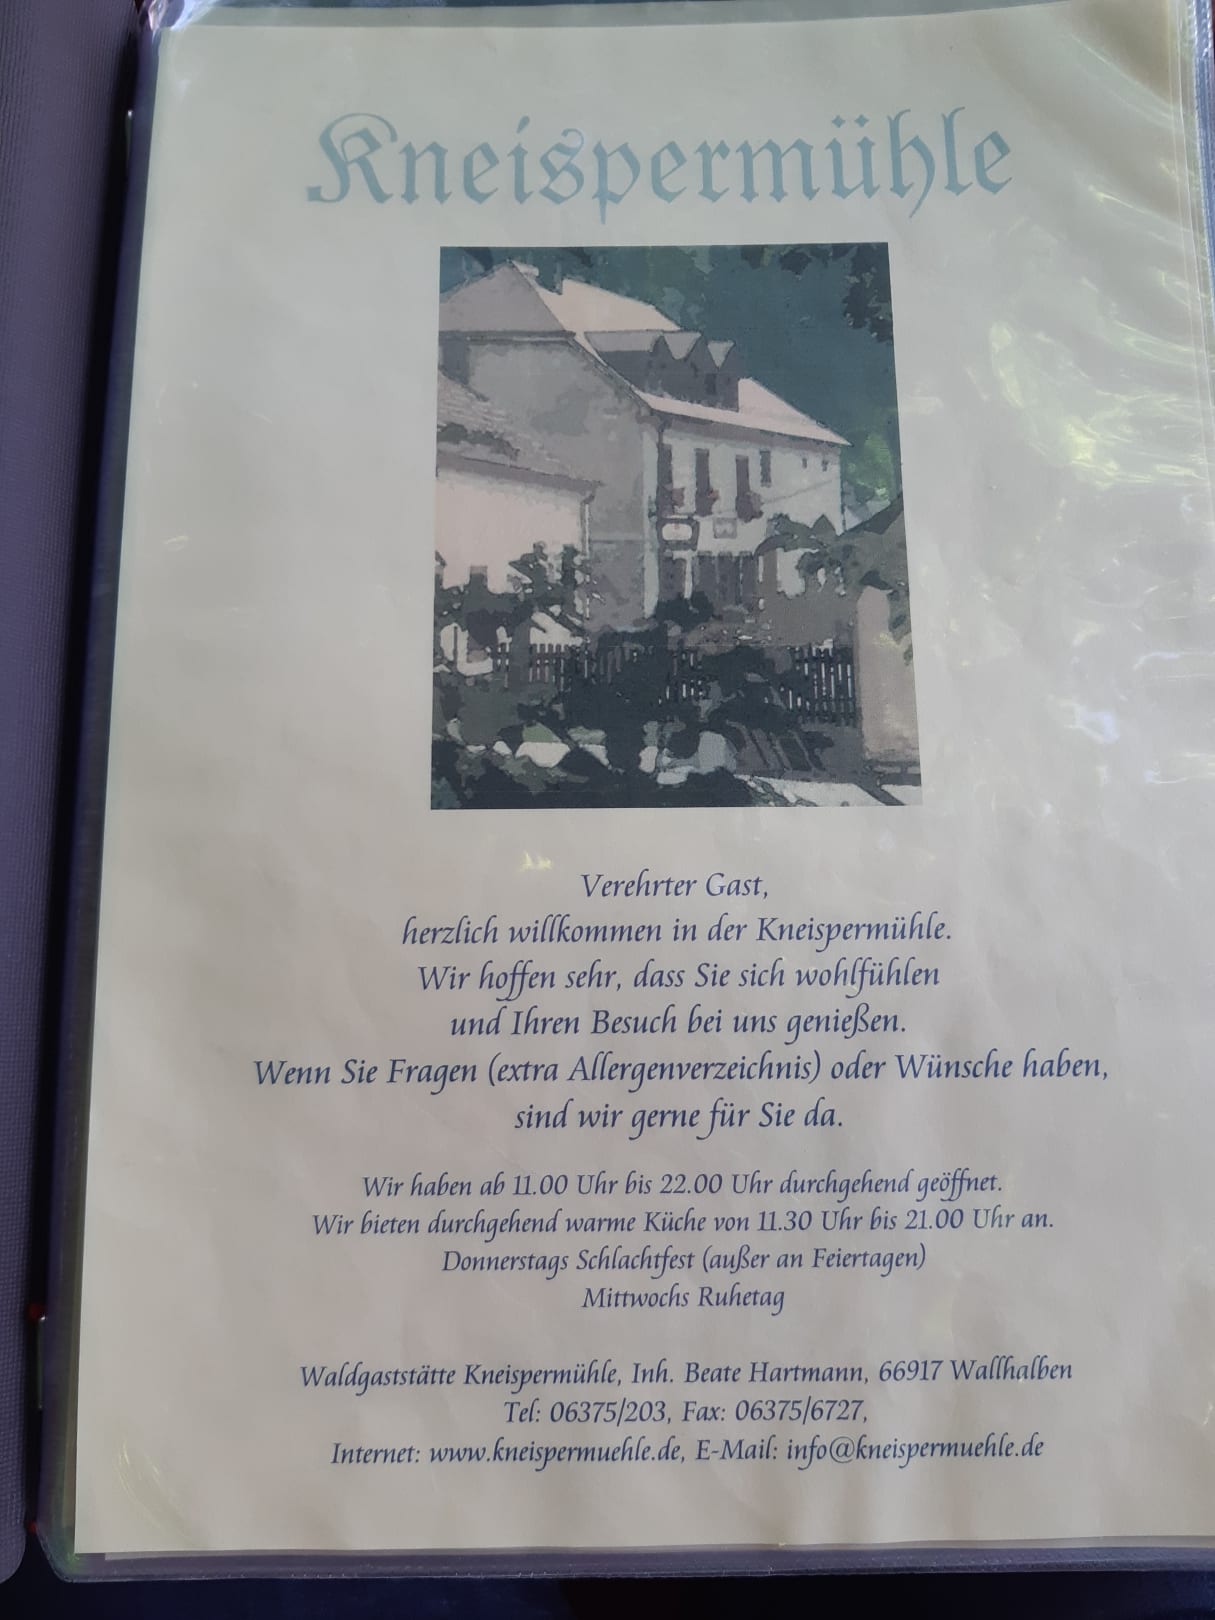 Kneispermühle
Verehrter Gast,
herzlich willkommen in der Kneispermühle.
Wir hoffen sehr, dass Sie sich wohlfühlen
und Ihren Besuch bei uns genießen.
Wenn Sie Fragen (extra Allergenverzeichnis) oder Wünsche haben,
sind wir gerne für Sie da.
Wir haben ab 11.00 Uhr bis 22.00 Uhr durchgehend geöffnet.
Wir bieten durchgehend warme Küche von 11.30 Uhr bis 21.00 Uhr an.
Donnerstags Schlachtfest (außer an Feiertagen)
Mittwochs Ruhetag
Waldgaststätte Kneispermühle, Inh. Beate Hartmann, 66917 Wallhalben
Tel: 06375/203, Fax: 06375/6727,
Internet: www.kneispermuehle.de, E-Mail: info@kneispermuehle.de